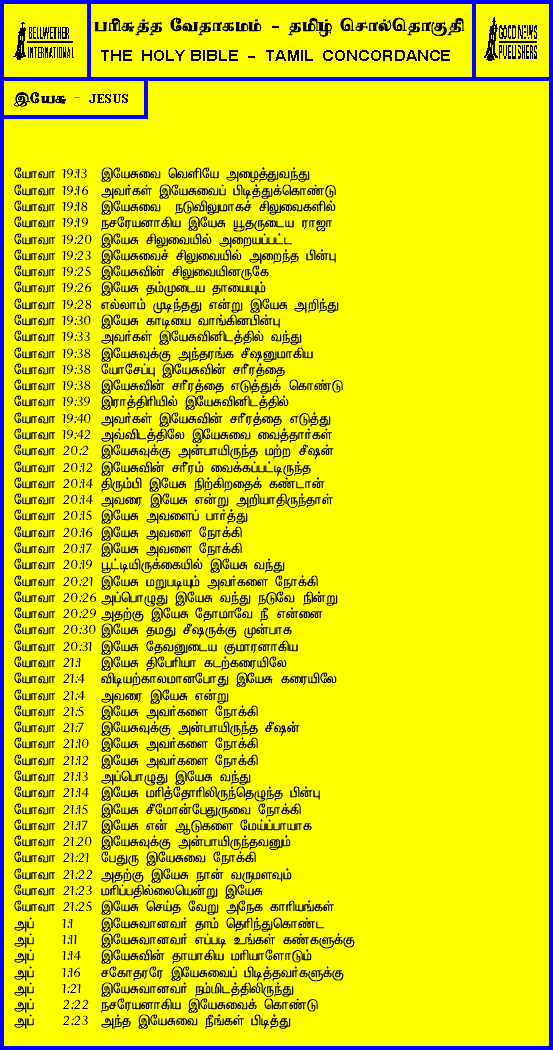 BELLWETHER
INTERNATIONAL
பரிசுத்த வேதாகமம் - தமிழ் சொல்தொகுதி
THE HOLY BIBLE - TAMIL CONCORDANCE
GOOD NEWS
PUBLISHERS
இயேசு - JESUS
யோவா 19:13 இயேசுவை வெளியே அழைத்துவந்து
யோவா 19:16 அவர்கள் இயேசுவைப் பிடித்துக்கொண்டு
யோவா 19:18 இயேசுவை நடுவிலுமாகச் சிலுவைகளில்
யோவா 19:19 நசரேயனாகிய இயேசு யூதருடைய ராஜா
யோவா 19:20 இயேசு சிலுவையில் அறையப்பட்ட
யோவா 19:23 இயேசுவைச் சிலுவையில் அறைந்த பின்பு
யோவா 19:25 இயேசுவின் சிலுவையினருகே
யோவா 19:26 இயேசு தம்முடைய தாயையும்
யோவா 19:28 எல்லாம் முடிந்தது என்று இயேசு அறிந்து
யோவா 19:30 இயேசு காடியை வாங்கினபின்பு
யோவா 19:33 அவர்கள் இயேசுவினிடத்தில் வந்து
யோவா 19:38 இயேசுவுக்கு அந்தரங்க சீஷனுமாகிய
யோவா 19:38 யோசேப்பு இயேசுவின் சரீரத்தை
யோவா 19:38 இயேசுவின் சரீரத்தை எடுத்துக் கொண்டு
யோவா 19:39 இராத்திரியில் இயேசுவினிடத்தில்
யோவா 19:40 அவர்கள் இயேசுவின் சரீரத்தை எடுத்து
யோவா 19:42 அவ்விடத்திலே இயேசுவை வைத்தார்கள்
யோவா 20:2 இயேசுவுக்கு அன்பாயிருந்த மற்ற சீஷன்
யோவா 20:12 இயேசுவின் சரீரம் வைக்கப்பட்டிருந்த
யோவா 20:14 திரும்பி இயேசு நிற்கிறதைக் கண்டான்
யோவா 20:14 அவரை இயேசு என்று அறியாதிருந்தாள்
யோவா 20:15 இயேசு அவளைப் பார்த்து
யோவா 20:16 இயேசு அவளை நோக்கி
யோவா 20:17 இயேசு அவளை நோக்கி
யோவா 20:19 பூட்டியிருக்கையில் இயேசு வந்து
யோவா 20:21 இயேசு மறுபடியும் அவர்களை நோக்கி
யோவா 20:26 அப்பொழுது இயேசு வந்து நடுவே நின்று
யோவா 20:29 அதற்கு இயேசு தோமாவே நீ என்னை
யோவா 20:30 இயேசு தமது சீஷருக்கு முன்பாக
யோவா 20:31 இயேசு தேவனுடைய குமாரனாகிய
யோவா 21:1 இயேசு திபேரியா கடற்கரையிலே
யோவா 21:4 விடியற்காலமானபோது இயேசு கரையிலே
யோவா 21:4 அவரை இயேசு என்று
யோவா 21:5 இயேசு அவர்களை நோக்கி
யோவா 21:7 இயேசுவுக்கு அன்பாயிருந்த சீஷன்
யோவா 21:10 இயேசு அவர்களை நோக்கி
யோவா 21:12 இயேசு அவர்களை நோக்கி
யோவா 21:13 அப்பொழுது இயேசு வந்து
யோவா 21:14 இயேசு மரித்தோரிலிருந்தெழுந்த பின்பு
யோவா 21:15 இயேசு சீமோன்பேதுருவை நோக்கி
யோவா 21:17 இயேசு என் ஆடுகளை மேய்ப்பாயாக
யோவா 21:20 இயேசுவுக்கு அன்பாயிருந்தவனும்
யோவா 21:21 பேதுரு இயேசுவை நோக்கி
யோவா 21:22 அதற்கு இயேசு நான் வருமளவும்
யோவா 21:23 மரிப்பதில்லையென்று இயேசு
யோவா 21:25 இயேசு செய்த வேறு அநேக காரியங்கள்
அப் 1:1 இயேசுவானவர் தாம் தெரிந்துகொண்ட
அப் 1:11 இயேசுவானவர் எப்படி உங்கள் கண்களுக்கு
அப் 1:14 இயேசுவின் தாயாகிய மரியாளோடும்
அப் 1:16 சகோதரரே இயேசுவைப் பிடித்தவர்களுக்கு
அப் 1:21 இயேசுவானவர் நம்மிடத்திலிருந்து
அப் 2:22 நசரேயனாகிய இயேசுவைக் கொண்டு
அப் 2:23 அந்த இயேசுவை நீங்கள் பிடித்து